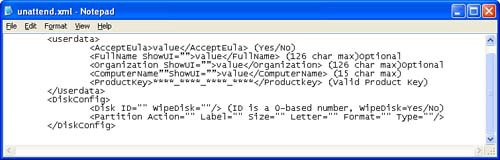 unattend.xml - Notepad
File Edit Format View Help
<userdata>
<AcceptEula>value</AcceptEula> (Yes/No)
<FullName ShowUI="">value</FullName> (126 char max)Optional
<Organization ShowUI="">value</Organization> (126 char max)Optional
<ComputerName""ShowUI="">value</ComputerName> (15 char max)
<ProductKey>****_****_****_****</Productkey> (Valid Product Key)
</Userdata>
<DiskConfig>
<Disk ID="" WipeDisk=""/> (ID is a 0-based number, WipeDisk=Yes/No)
<Partition Action="" Label="" Size="" Letter="" Format="" Type=""/>
</DiskConfig>